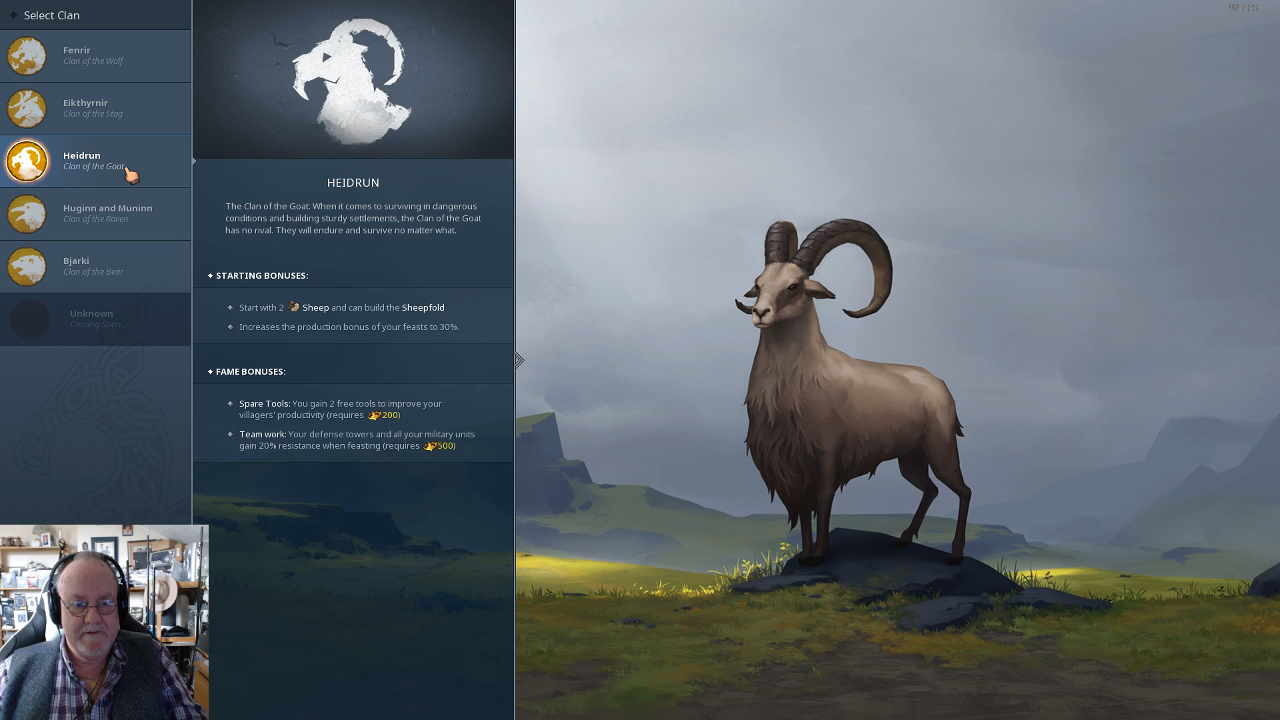 Select Clan
Fenrir
Clan of the Wolf
Eikthyrnir
Clan of the Stag
Heidrun
Clan of the Goat
Huginn and Muninn
Clan of the Raven
Bjarki
Clan of the Bear
Unknown
Coming Soon...
HEIDRUN
The Clan of the Goat. When it comes to surviving in dangerous
conditions and building sturdy settlements, the Clan of the Goat
has no rival. They will endure and survive no matter what.
STARTING BONUSES:
Start with 2 Sheep and can build the Sheepfold
Increases the production bonus of your feasts to 30%.
FAME BONUSES:
Spare Tools: You gain 2 free tools to improve your
villagers' productivity (requires 200)
Team work: Your defense towers and all your military units
gain 20% resistance when feasting (requires 500)